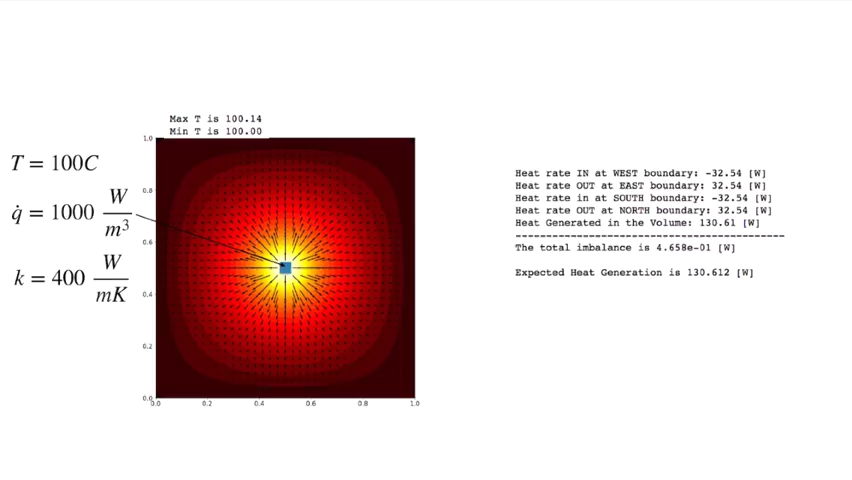 Max T is 100.14
Min T is 100.00
T = 100C
q̇ = 1000 W/m³
k = 400 W/mK
1.0
0.8
0.6
0.4
0.2
0.0
0.0 0.2 0.4 0.6 0.8 1.0
Heat rate IN at WEST boundary: -32.54 [W]
Heat rate OUT at EAST boundary: 32.54 [W]
Heat rate in at SOUTH boundary: -32.54 [W]
Heat rate OUT at NORTH boundary: 32.54 [W]
Heat Generated in the Volume: 130.61 [W]
--------------------------------------------
The total imbalance is 4.658e-01 [W]
Expected Heat Generation is 130.612 [W]